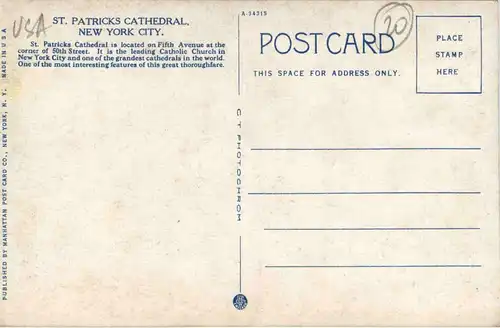 USA
ST. PATRICKS CATHEDRAL,
NEW YORK CITY.
St. Patricks Cathedral is located on Fifth Avenue at the
corner of 50th Street. It is the leading Catholic Church in
New York City and one of the grandest cathedrals in the world.
One of the most interesting features of this great thoroughfare.
PUBLISHED BY MANHATTAN POST CARD CO., NEW YORK, N. Y. MADE IN U S A
A-24315
20
POSTCARD
THIS SPACE FOR ADDRESS ONLY.
PLACE
STAMP
HERE